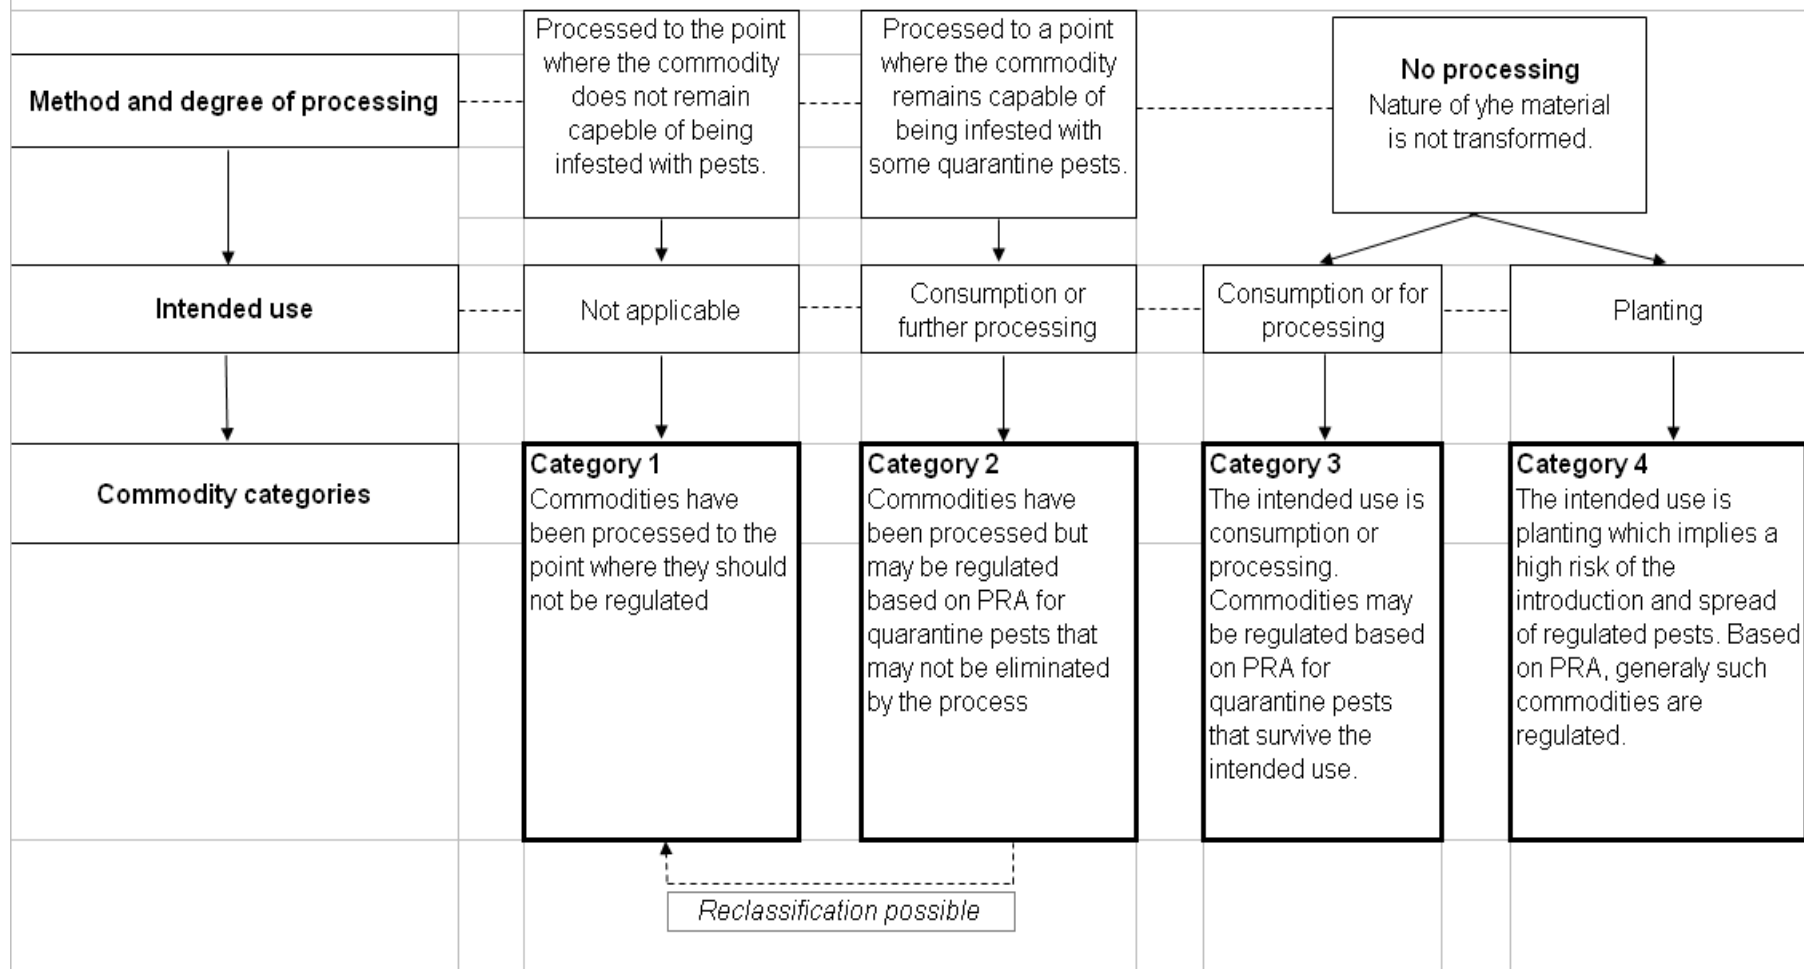 Method and degree of processing
Processed to the point
where the commodity
does not remain
capeble of being
infested with pests.
Processed to a point
where the commodity
remains capable of
being infested with
some quarantine pests.
No processing
Nature of yhe material
is not transformed.
Intended use
Not applicable
Consumption or
further processing
Consumption or for
processing
Planting
Commodity categories
Category 1
Commodities have
been processed to the
point where they should
not be regulated
Category 2
Commodities have
been processed but
may be regulated
based on PRA for
quarantine pests that
may not be eliminated
by the process
Category 3
The intended use is
consumption or
processing.
Commodities may
be regulated based
on PRA for
quarantine pests
that survive the
intended use.
Category 4
The intended use is
planting which implies a
high risk of the
introduction and spread
of regulated pests. Based
on PRA, generaly such
commodities are
regulated.
Reclassification possible